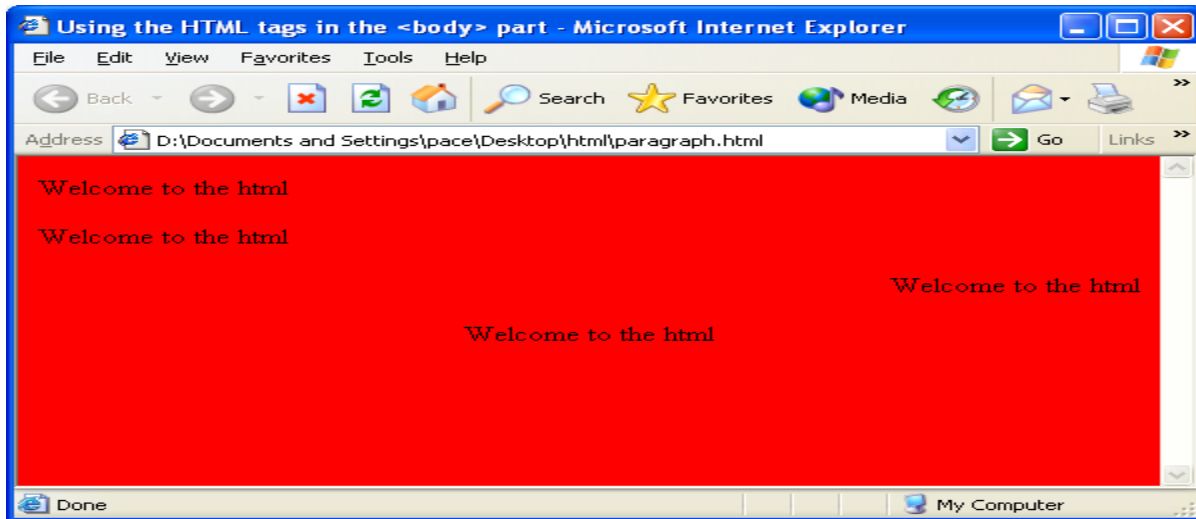 Using the HTML tags in the <body> part - Microsoft Internet Explorer
File Edit View Favorites Tools Help
Back Search Favorites Media »
Address D:\Documents and Settings\pace\Desktop\html\paragraph.html Go Links »
Welcome to the html
Welcome to the html
Welcome to the html
Welcome to the html
Done My Computer